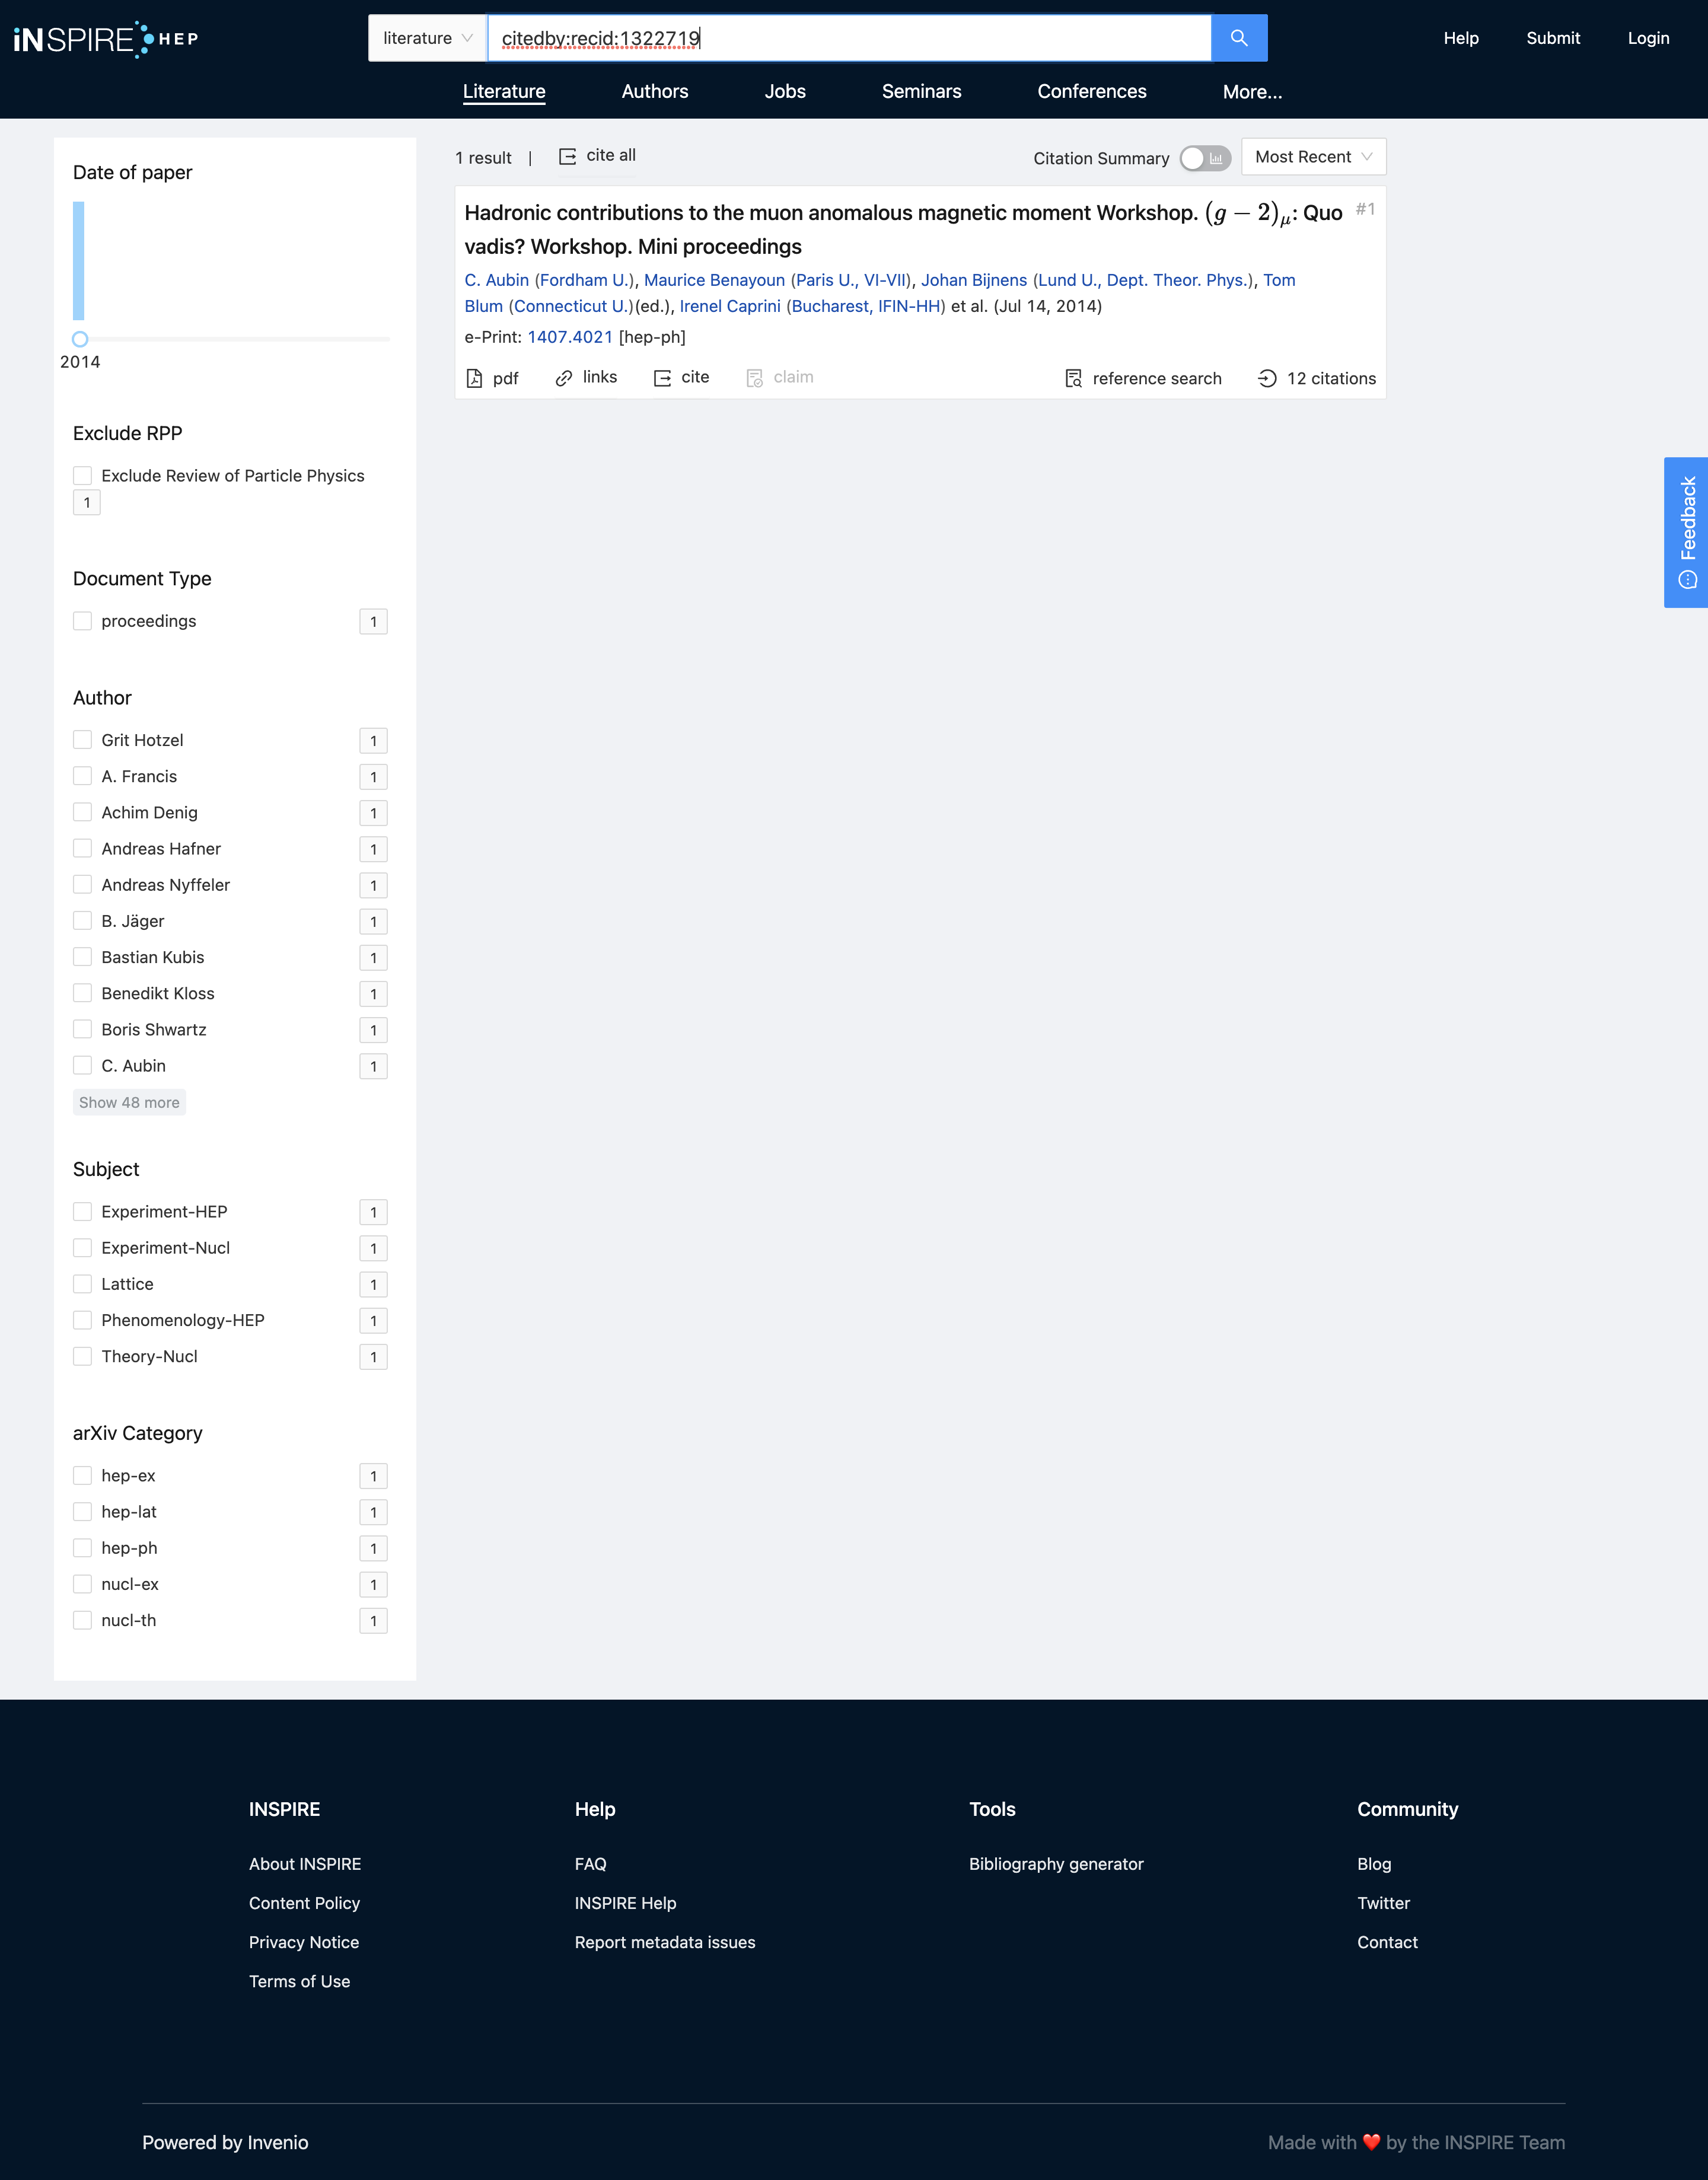 iNSPIRE HEP
literature
citedby:recid:1322719
Help
Submit
Login
Literature
Authors
Jobs
Seminars
Conferences
More...
Date of paper
2014
Exclude RPP
Exclude Review of Particle Physics
1
Document Type
proceedings 1
Author
Grit Hotzel 1
A. Francis 1
Achim Denig 1
Andreas Hafner 1
Andreas Nyffeler 1
B. Jäger 1
Bastian Kubis 1
Benedikt Kloss 1
Boris Shwartz 1
C. Aubin 1
Show 48 more
Subject
Experiment-HEP 1
Experiment-Nucl 1
Lattice 1
Phenomenology-HEP 1
Theory-Nucl 1
arXiv Category
hep-ex 1
hep-lat 1
hep-ph 1
nucl-ex 1
nucl-th 1
1 result | cite all
Citation Summary
Most Recent
Hadronic contributions to the muon anomalous magnetic moment Workshop. (g − 2)μ: Quo #1
vadis? Workshop. Mini proceedings
C. Aubin (Fordham U.), Maurice Benayoun (Paris U., VI-VII), Johan Bijnens (Lund U., Dept. Theor. Phys.), Tom
Blum (Connecticut U.)(ed.), Irenel Caprini (Bucharest, IFIN-HH) et al. (Jul 14, 2014)
e-Print: 1407.4021 [hep-ph]
pdf links cite claim reference search 12 citations
Feedback
INSPIRE
About INSPIRE
Content Policy
Privacy Notice
Terms of Use
Help
FAQ
INSPIRE Help
Report metadata issues
Tools
Bibliography generator
Community
Blog
Twitter
Contact
Powered by Invenio
Made with ❤️ by the INSPIRE Team